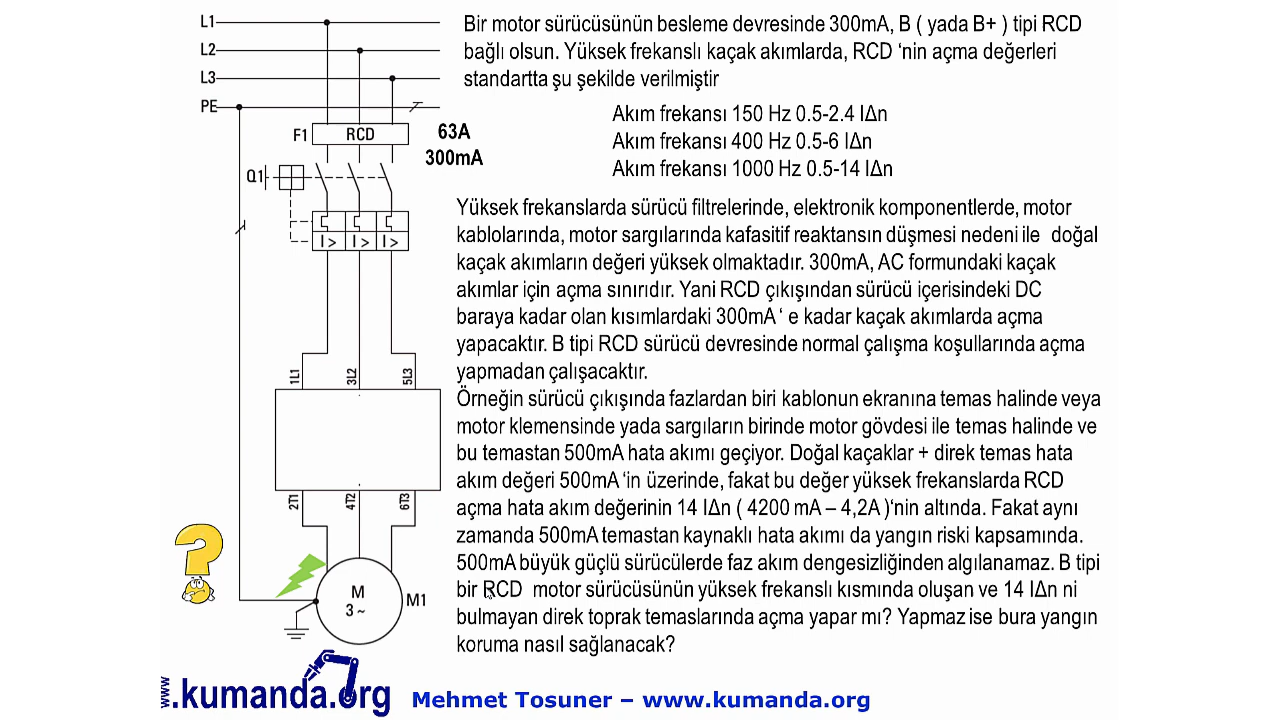 L1
L2
L3
PE
F1
RCD
63A
300mA
Q1
I >
I >
I >
1L1
3L2
5L3
2T1
4T2
6T3
M
3 ~
M1
Bir motor sürücüsünün besleme devresinde 300mA, B ( yada B+ ) tipi RCD
bağlı olsun. Yüksek frekanslı kaçak akımlarda, RCD ‘nin açma değerleri
standartta şu şekilde verilmiştir
Akım frekansı 150 Hz 0.5-2.4 IΔn
Akım frekansı 400 Hz 0.5-6 IΔn
Akım frekansı 1000 Hz 0.5-14 IΔn
Yüksek frekanslarda sürücü filtrelerinde, elektronik komponentlerde, motor
kablolarında, motor sargılarında kafasitif reaktansın düşmesi nedeni ile doğal
kaçak akımların değeri yüksek olmaktadır. 300mA, AC formundaki kaçak
akımlar için açma sınırıdır. Yani RCD çıkışından sürücü içerisindeki DC
baraya kadar olan kısımlardaki 300mA ‘ e kadar kaçak akımlarda açma
yapacaktır. B tipi RCD sürücü devresinde normal çalışma koşullarında açma
yapmadan çalışacaktır.
Örneğin sürücü çıkışında fazlardan biri kablonun ekranına temas halinde veya
motor klemensinde yada sargıların birinde motor gövdesi ile temas halinde ve
bu temastan 500mA hata akımı geçiyor. Doğal kaçaklar + direk temas hata
akım değeri 500mA ‘in üzerinde, fakat bu değer yüksek frekanslarda RCD
açma hata akım değerinin 14 IΔn ( 4200 mA – 4,2A )‘nin altında. Fakat aynı
zamanda 500mA temastan kaynaklı hata akımı da yangın riski kapsamında.
500mA büyük güçlü sürücülerde faz akım dengesizliğinden algılanamaz. B tipi
bir RCD motor sürücüsünün yüksek frekanslı kısmında oluşan ve 14 IΔn ni
bulmayan direk toprak temaslarında açma yapar mı? Yapmaz ise bura yangın
koruma nasıl sağlanacak?
www.kumanda.org
Mehmet Tosuner – www.kumanda.org